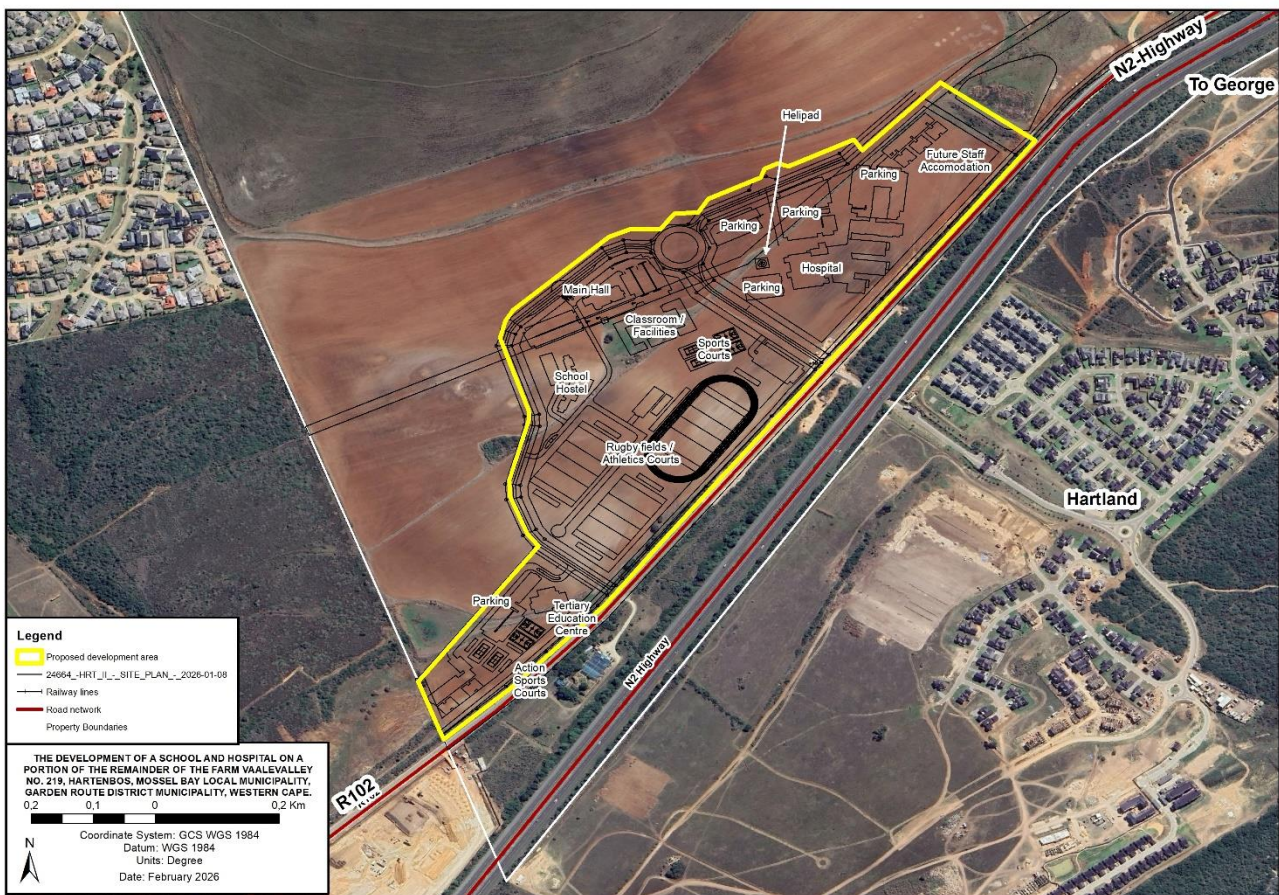 N2-Highway
To George
Helipad
Future Staff
Accomodation
Parking
Parking
Parking
Hospital
Parking
Main Hall
Classroom /
Facilities
Sports
Courts
School
Hostel
Rugby fields /
Athletics Courts
Hartland
Parking
Tertiary
Education
Centre
Action
Sports
Courts
N2 Highway
R102
R102
Legend
Proposed development area
24664_-HRT_II_-_SITE_PLAN_-_2026-01-08
Railway lines
Road network
Property Boundaries
THE DEVELOPMENT OF A SCHOOL AND HOSPITAL ON A
PORTION OF THE REMAINDER OF THE FARM VAALEVALLEY
NO. 219, HARTENBOS, MOSSEL BAY LOCAL MUNICIPALITY,
GARDEN ROUTE DISTRICT MUNICIPALITY, WESTERN CAPE.
0,2 0,1 0 0,2 Km
N
Coordinate System: GCS WGS 1984
Datum: WGS 1984
Units: Degree
Date: February 2026